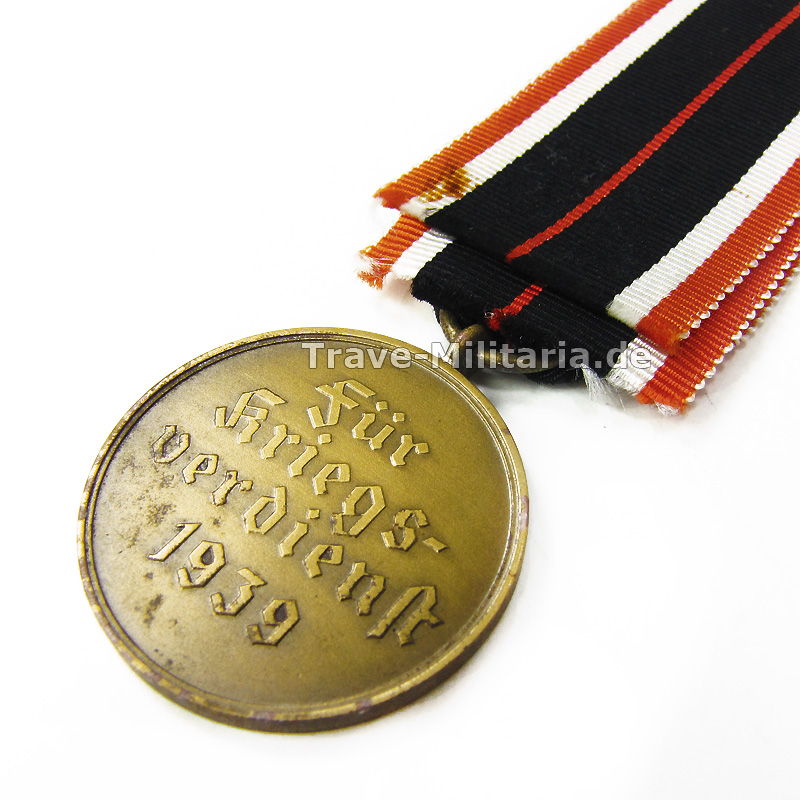 Trave-Militaria.de
Für
Kriegs-
verdienst
1939